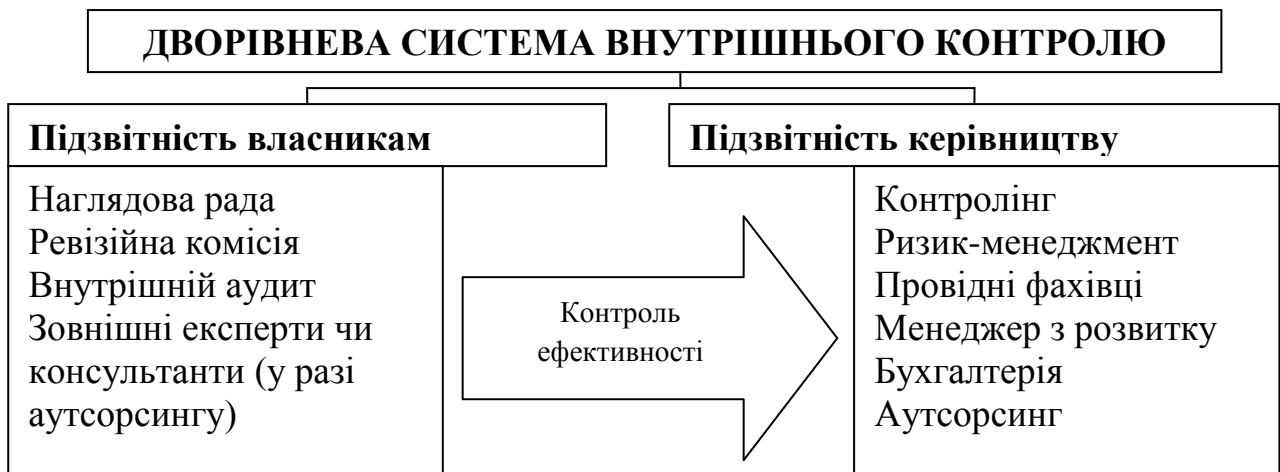 ДВОРІВНЕВА СИСТЕМА ВНУТРІШНЬОГО КОНТРОЛЮ
Підзвітність власникам
Наглядова рада
Ревізійна комісія
Внутрішній аудит
Зовнішні експерти чи
консультанти (у разі
аутсорсингу)
Контроль
ефективності
Підзвітність керівництву
Контролінг
Ризик-менеджмент
Провідні фахівці
Менеджер з розвитку
Бухгалтерія
Аутсорсинг